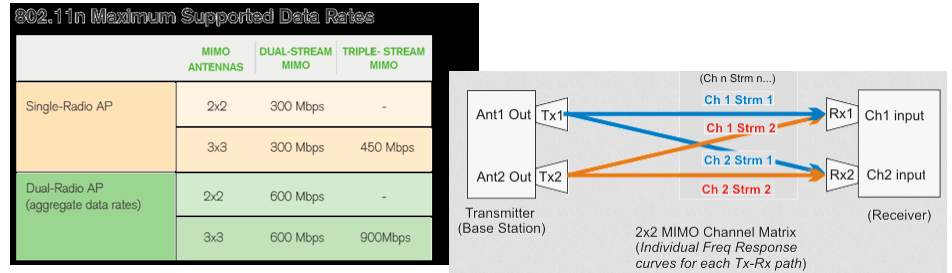 802.11n Maximum Supported Data Rates
MIMO ANTENNAS DUAL-STREAM MIMO TRIPLE- STREAM MIMO
Single-Radio AP 2x2 300 Mbps -
3x3 300 Mbps 450 Mbps
Dual-Radio AP (aggregate data rates) 2x2 600 Mbps -
3x3 600 Mbps 900Mbps
(Ch n Strm n...)
Ant1 Out Tx1 Ch 1 Strm 1 Rx1 Ch1 input
Ch 1 Strm 2
Ch 2 Strm 1
Ant2 Out Tx2 Ch 2 Strm 2 Rx2 Ch2 input
Transmitter
(Base Station)
(Receiver)
2x2 MIMO Channel Matrix
(Individual Freq Response
curves for each Tx-Rx path)